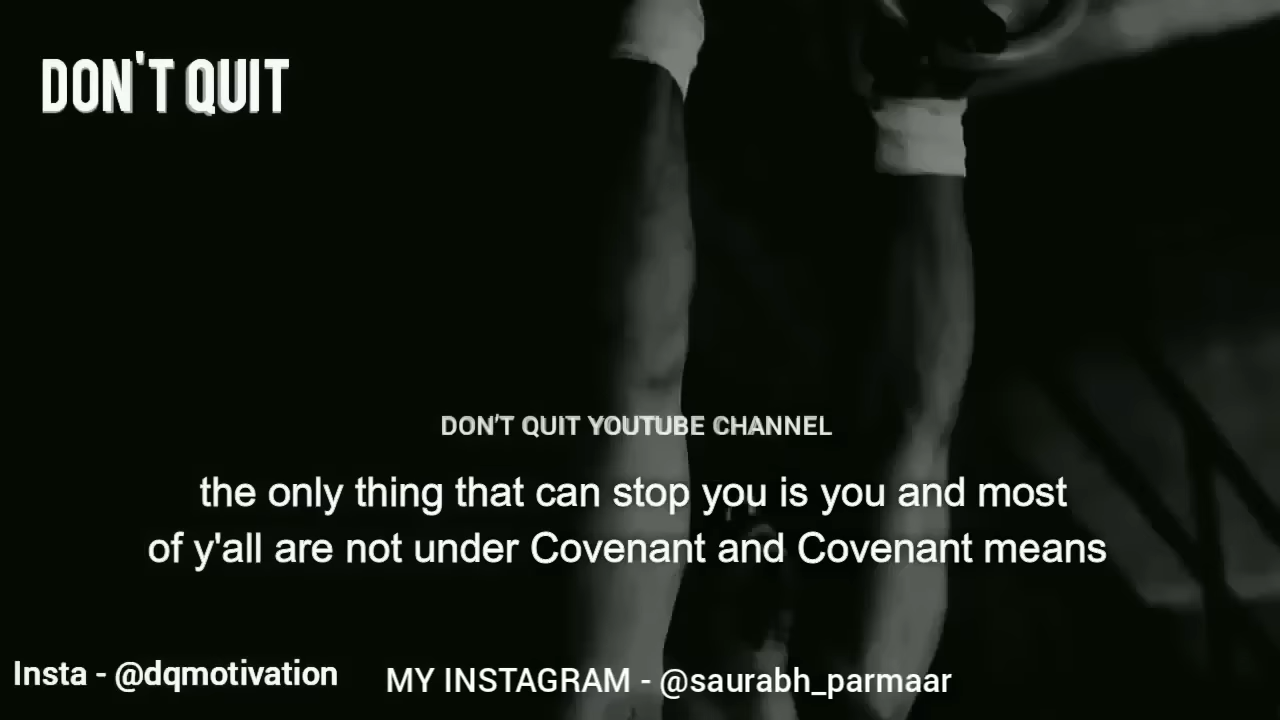 DON'T QUIT
DON'T QUIT YOUTUBE CHANNEL
the only thing that can stop you is you and most
of y'all are not under Covenant and Covenant means
Insta - @dqmotivation
MY INSTAGRAM - @saurabh_parmaar